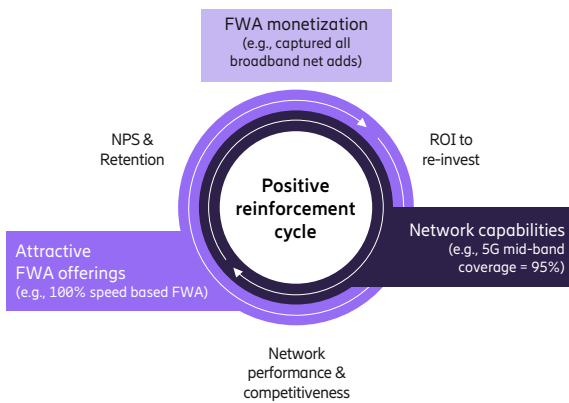 FWA monetization
(e.g., captured all
broadband net adds)
NPS &
Retention
ROI to
re-invest
Positive
reinforcement
cycle
Attractive
FWA offerings
(e.g., 100% speed based FWA)
Network capabilities
(e.g., 5G mid-band
coverage = 95%)
Network
performance &
competitiveness